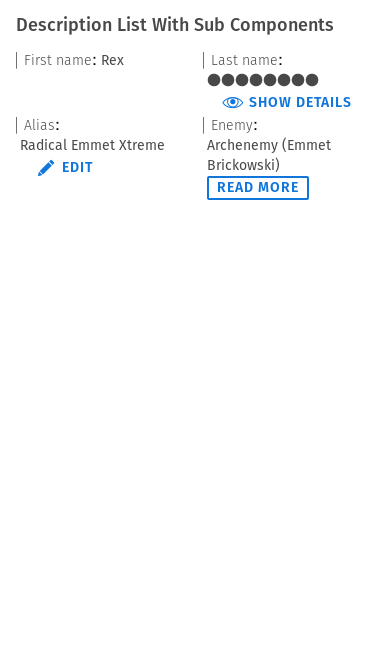 Description List With Sub Components
First name: Rex
Last name:
●●●●●●●●
SHOW DETAILS
Alias:
Radical Emmet Xtreme
EDIT
Enemy:
Archenemy (Emmet
Brickowski)
READ MORE